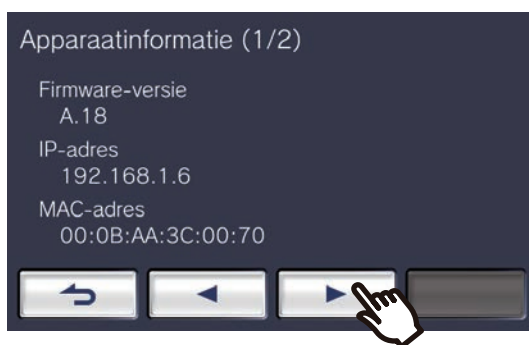 Apparaatinformatie (1/2)
Firmware-versie
A.18
IP-adres
192.168.1.6
MAC-adres
00:0B:AA:3C:00:70